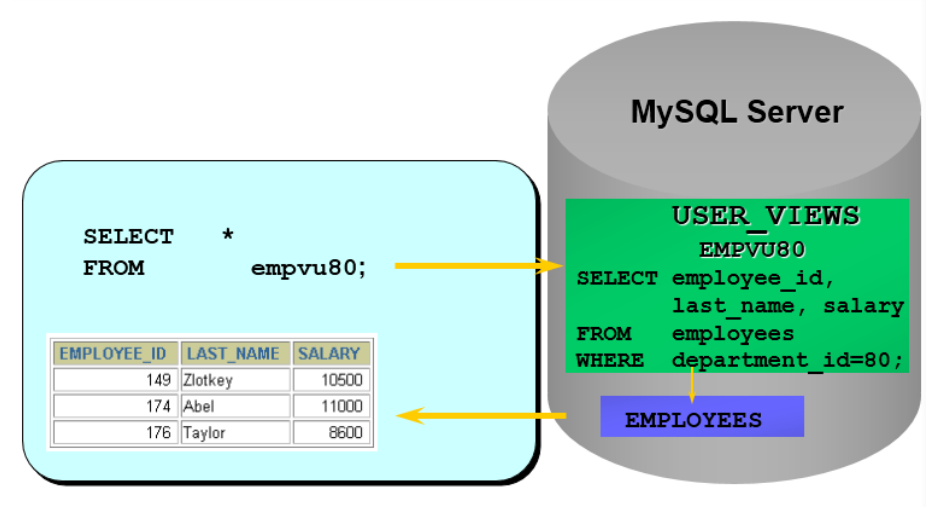 MySQL Server
SELECT *
FROM empvu80;
USER_VIEWS
EMPVU80
SELECT employee_id,
last_name, salary
FROM employees
WHERE department_id=80;
EMPLOYEES
EMPLOYEE_ID LAST_NAME SALARY
149 Zlotkey 10500
174 Abel 11000
176 Taylor 8600